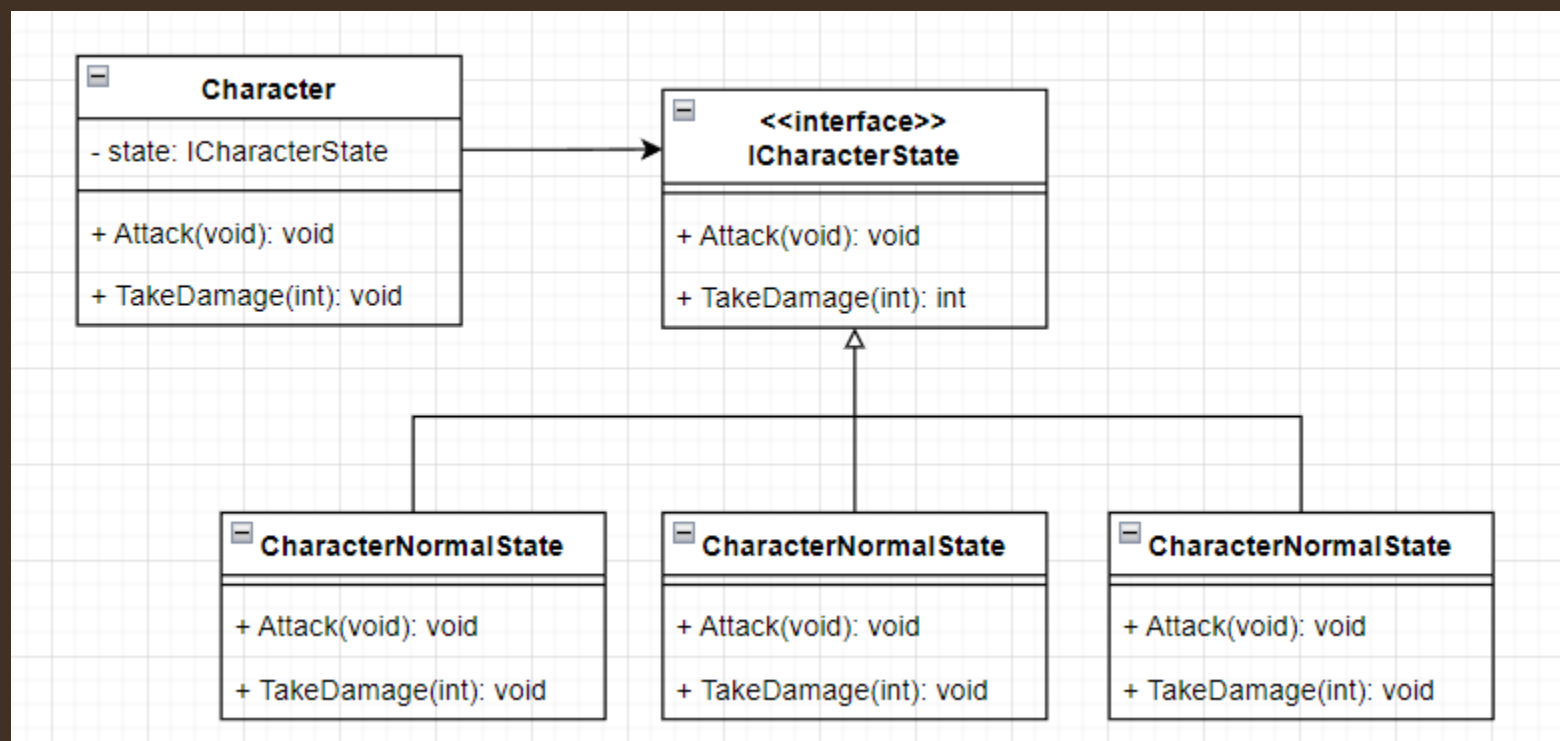 Character
- state: ICharacterState
+ Attack(void): void
+ TakeDamage(int): void
<<interface>>
ICharacterState
+ Attack(void): void
+ TakeDamage(int): int
CharacterNormalState
+ Attack(void): void
+ TakeDamage(int): void
CharacterNormalState
+ Attack(void): void
+ TakeDamage(int): void
CharacterNormalState
+ Attack(void): void
+ TakeDamage(int): void